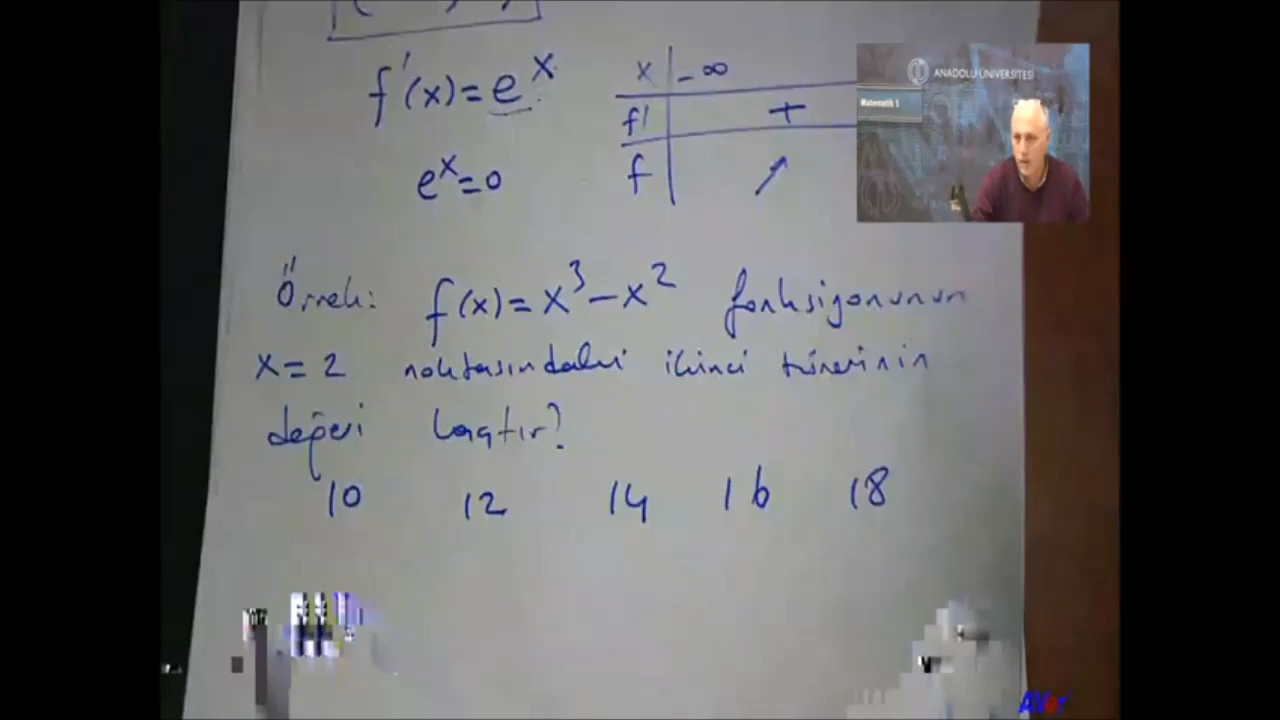 f'(x) = e^x
x | -∞
f' | +
f | ↗
e^x = 0
ANADOLU ÜNİVERSİTESİ
Matematik 1
Örnek: f(x) = x^3 - x^2 fonksiyonunun
x = 2 noktasındaki ikinci türevinin
değeri kaçtır?
10 12 14 16 18